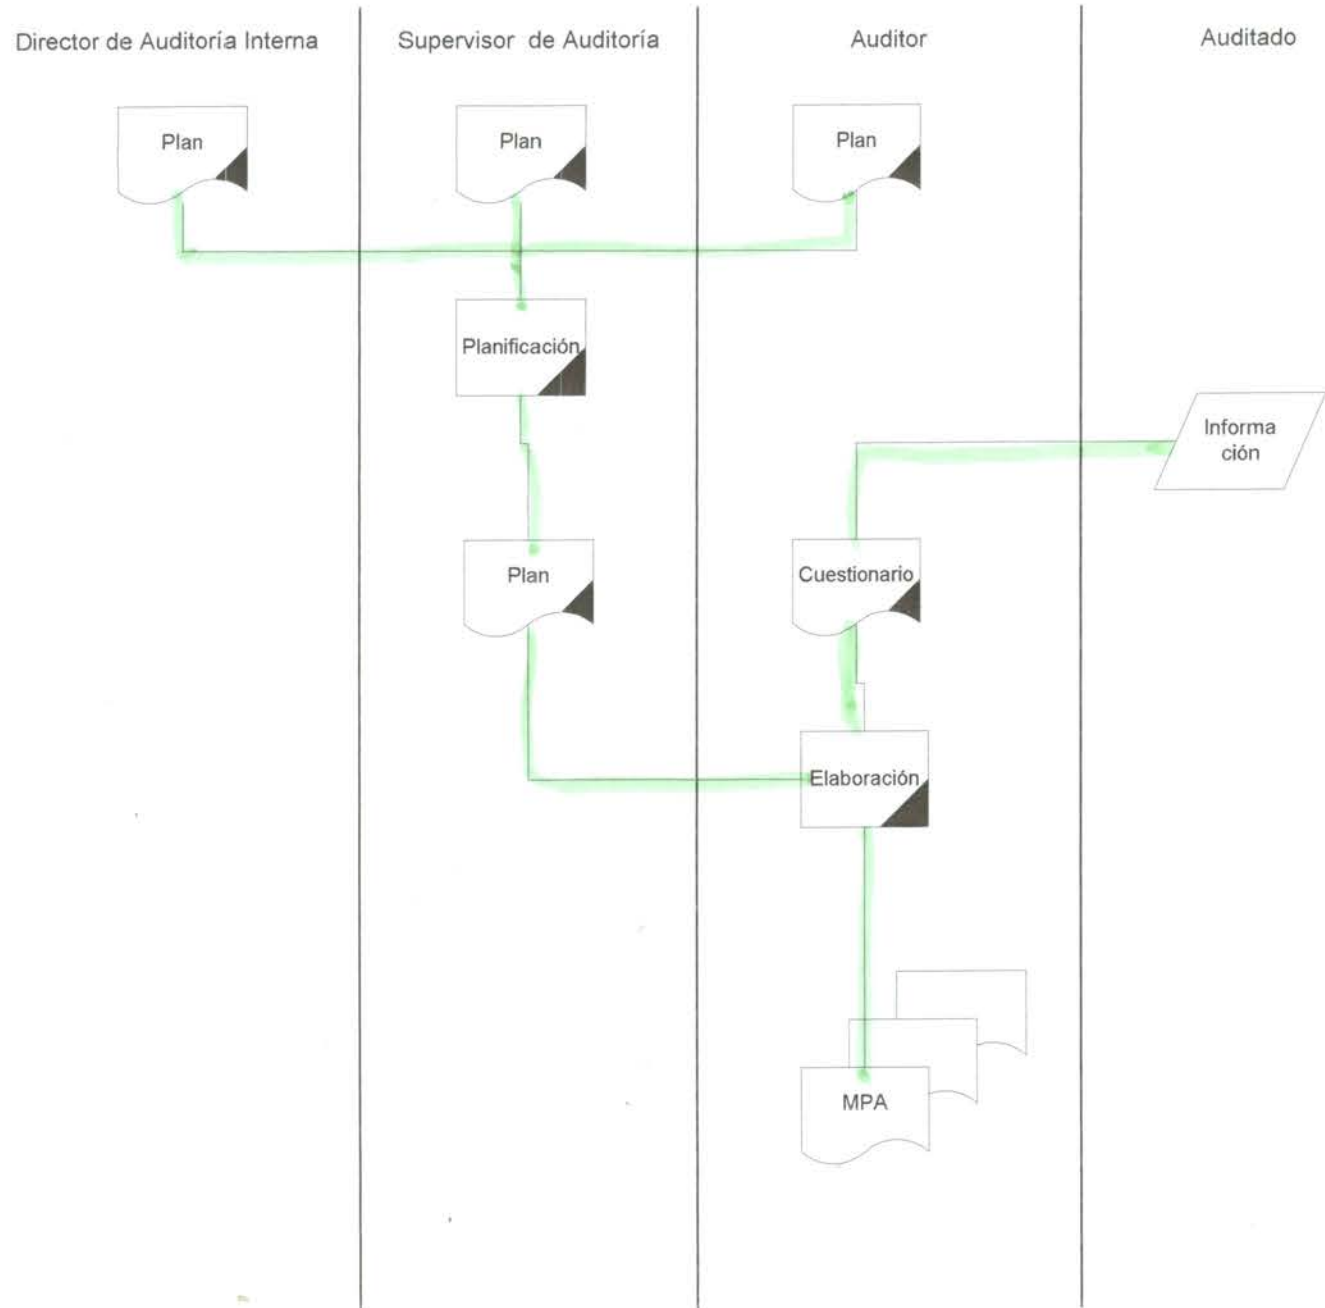 Director de Auditoría Interna
Supervisor de Auditoría
Auditor
Auditado
Plan
Plan
Plan
Planificación
Informa
ción
Plan
Cuestionario
Elaboración
MPA